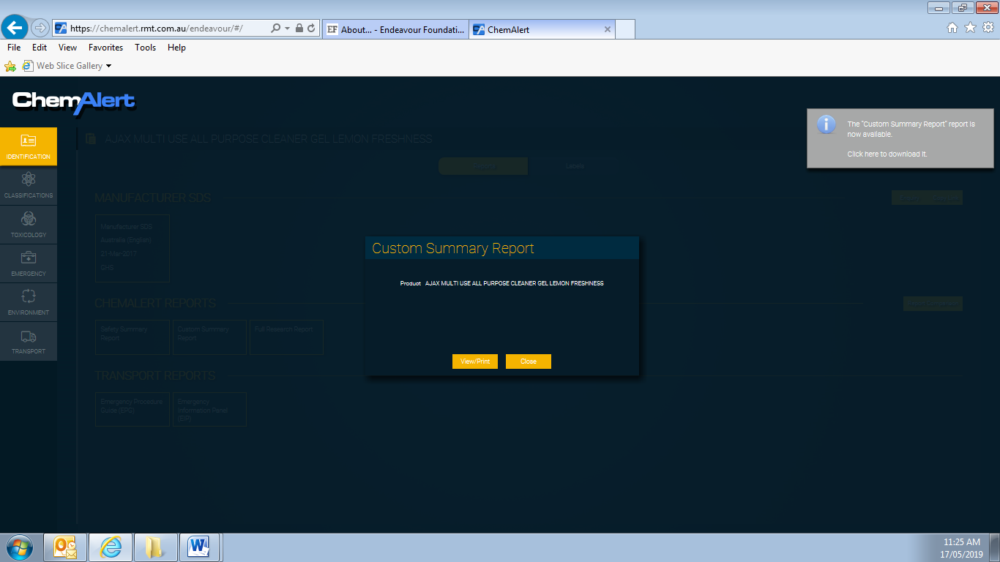 https://chemalert.rmt.com.au/endeavour/#/
EF About... - Endeavour Foundati...
ChemAlert
File Edit View Favorites Tools Help
Web Slice Gallery
ChemAlert
The "Custom Summary Report" report is
now available.
Click here to download it.
IDENTIFICATION
CLASSIFICATIONS
TOXICOLOGY
EMERGENCY
ENVIRONMENT
TRANSPORT
AJAX MULTI USE ALL PURPOSE CLEANER GEL LEMON FRESHNESS
Reports Labels
MANUFACTURER SDS
Manufacturer SDS
Australia (English)
21-Mar-2017
GHS
Custom Summary Report
Product AJAX MULTI USE ALL PURPOSE CLEANER GEL LEMON FRESHNESS
View/Print Close
CHEMALERT REPORTS
Safety Summary
Report
Custom Summary
Report
Full Research Report
TRANSPORT REPORTS
Emergency Procedure
Guide (EPG)
Emergency
Information Panel
(EIP)
11:25 AM
17/05/2019